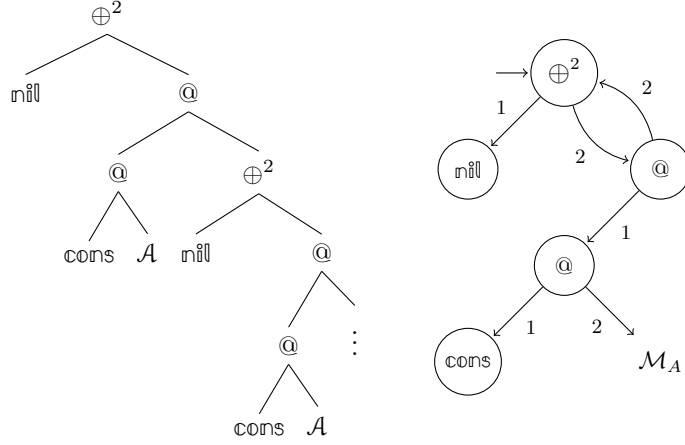 ⊕²
nil
@
@
⊕²
cons
𝒜
nil
@
@
⋮
cons
𝒜
⊕²
1
2
2
nil
@
1
@
1
2
cons
ℳ_A